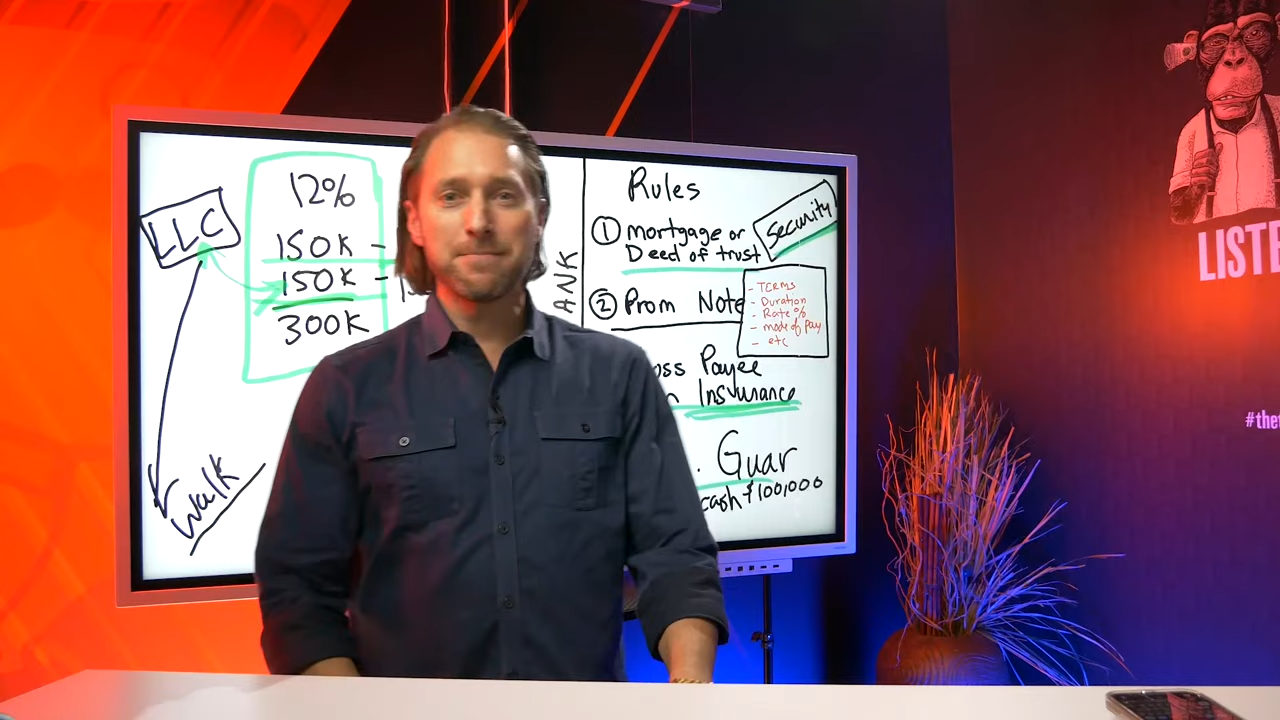 LLC
12%
150K -
150K -
300K
Walk
ANK
Rules
① mortgage or
Deed of trust
Security
② Prom Note
- TERMS
- Duration
- Rate %
- mode of Pay
- etc
oss Payee
Insurance
. Guar
cash $100,000
LISTE
#the